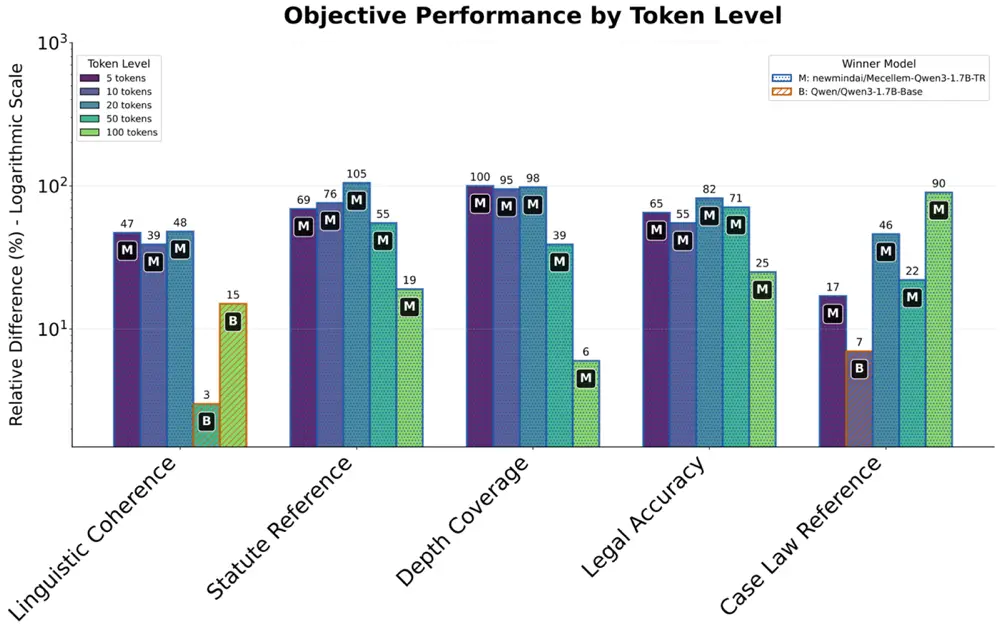 Objective Performance by Token Level
Relative Difference (%) - Logarithmic Scale
10³
10²
10¹
Token Level
5 tokens
10 tokens
20 tokens
50 tokens
100 tokens
Winner Model
M: newmindai/Mecellem-Qwen3-1.7B-TR
B: Qwen/Qwen3-1.7B-Base
47 39 48 3 15
M M M B B
69 76 105 55 19
M M M M M
100 95 98 39 6
M M M M M
65 55 82 71 25
M M M M M
17 7 46 22 90
M B M M M
Linguistic Coherence
Statute Reference
Depth Coverage
Legal Accuracy
Case Law Reference